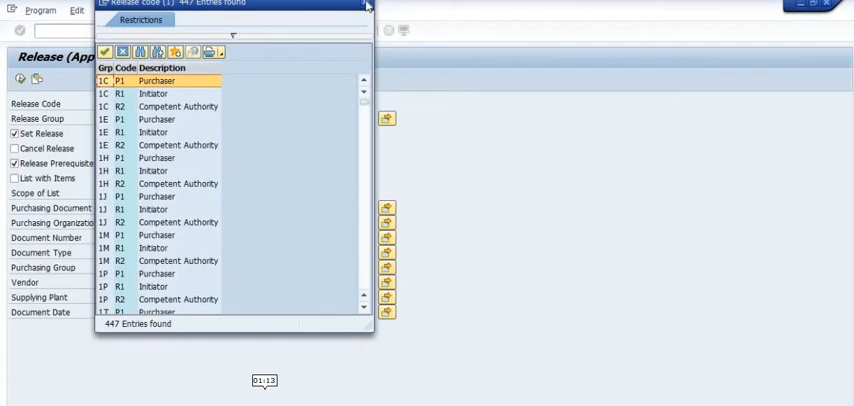 Program Edit
Release code (1) 447 Entries found
Restrictions
Release (App
Grp Code Description
1C P1 Purchaser
1C R1 Initiator
1C R2 Competent Authority
1E P1 Purchaser
1E R1 Initiator
1E R2 Competent Authority
1H P1 Purchaser
1H R1 Initiator
1H R2 Competent Authority
1J P1 Purchaser
1J R1 Initiator
1J R2 Competent Authority
1M P1 Purchaser
1M R1 Initiator
1M R2 Competent Authority
1P P1 Purchaser
1P R1 Initiator
1P R2 Competent Authority
1T P1 Purchaser
447 Entries found
Release Code
Release Group
Set Release
Cancel Release
Release Prerequisite
List with Items
Scope of List
Purchasing Document
Purchasing Organizatio
Document Number
Document Type
Purchasing Group
Vendor
Supplying Plant
Document Date
01:13